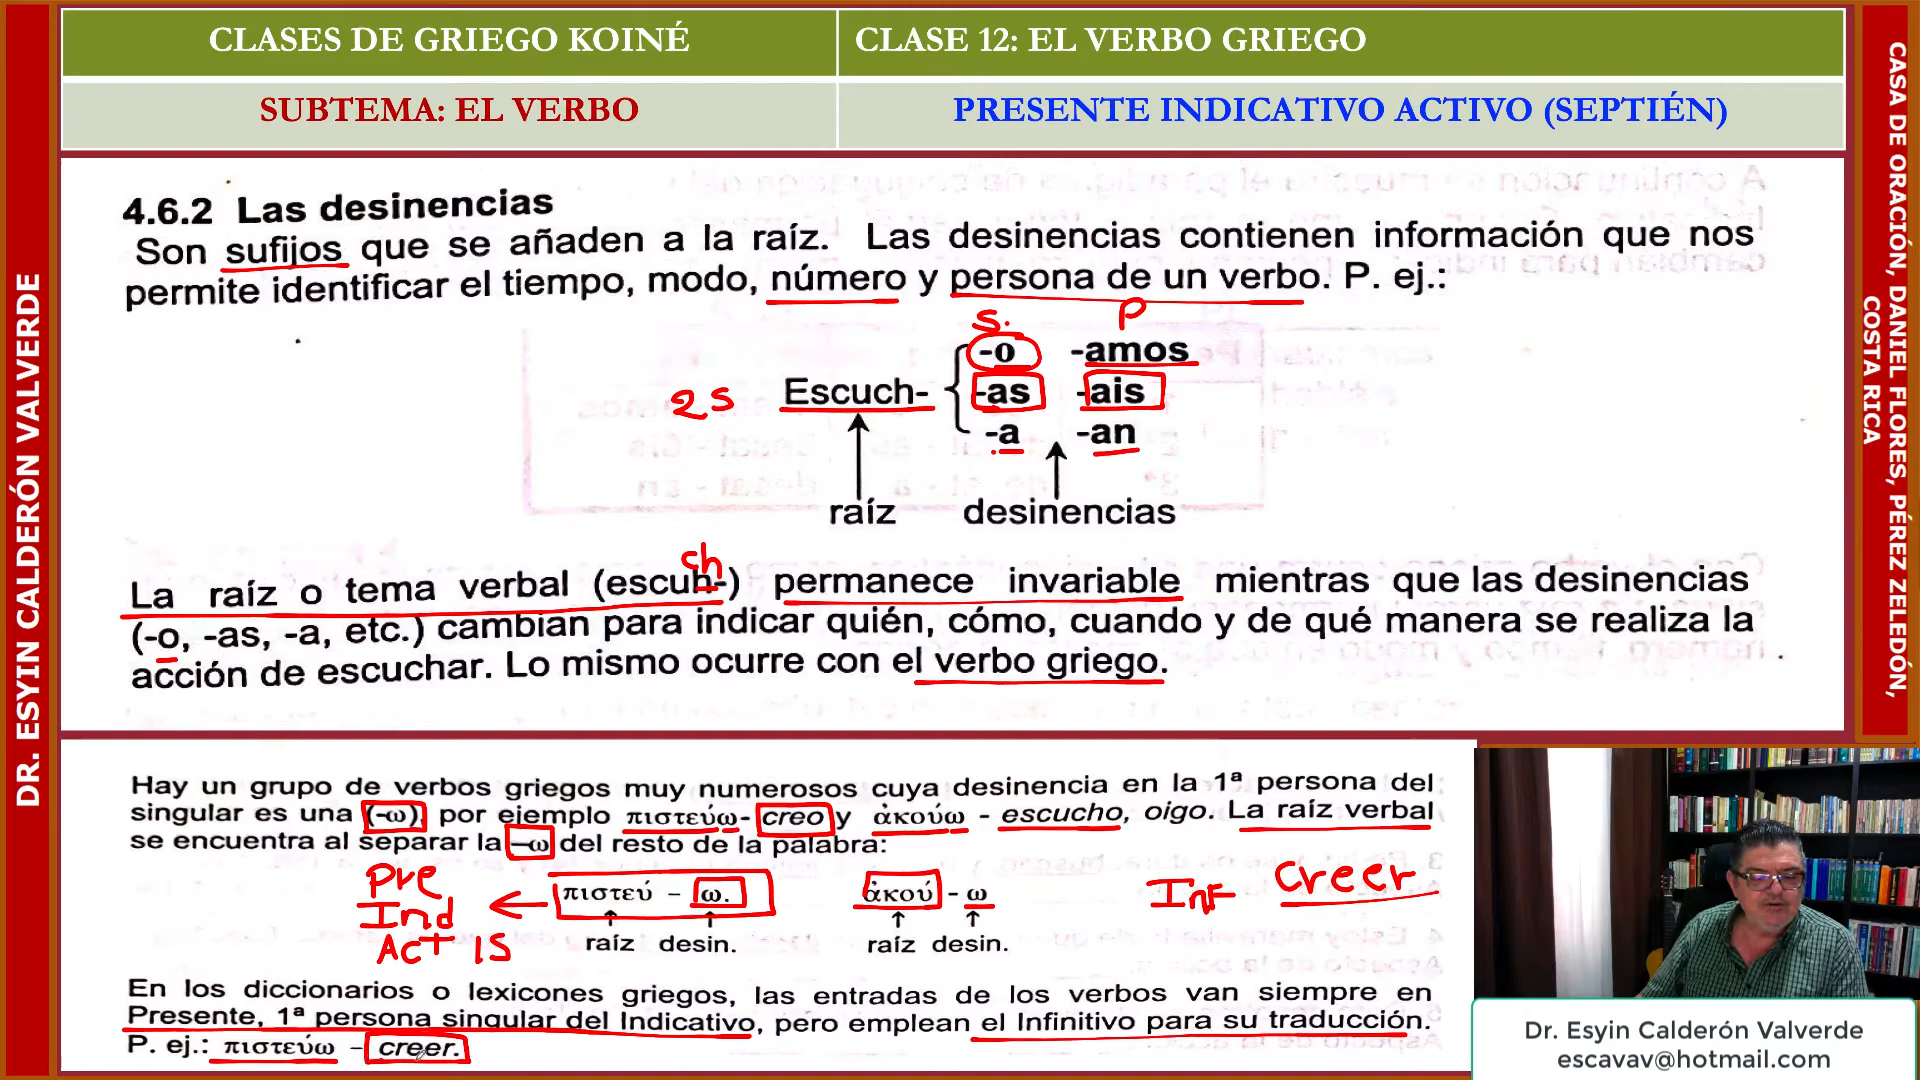 CLASES DE GRIEGO KOINÉ
CLASE 12: EL VERBO GRIEGO
SUBTEMA: EL VERBO
PRESENTE INDICATIVO ACTIVO (SEPTIÉN)
DR. ESYIN CALDERÓN VALVERDE
CASA DE ORACIÓN, DANIEL FLORES, PÉREZ ZELEDÓN,
COSTA RICA
4.6.2 Las desinencias
Son sufijos que se añaden a la raíz. Las desinencias contienen información que nos
permite identificar el tiempo, modo, número y persona de un verbo. P. ej.:
S. P
-o -amos
2S Escuch- -as -ais
-a -an
raíz desinencias
ch
La raíz o tema verbal (escuh-) permanece invariable mientras que las desinencias
(-o, -as, -a, etc.) cambian para indicar quién, cómo, cuando y de qué manera se realiza la
acción de escuchar. Lo mismo ocurre con el verbo griego.
Hay un grupo de verbos griegos muy numerosos cuya desinencia en la 1ª persona del
singular es una (-ω), por ejemplo πιστεύω- creo y ἀκούω - escucho, oigo. La raíz verbal
se encuentra al separar la –ω del resto de la palabra:
Pre
Ind
Act 1S
πιστεύ - ω. ἀκού - ω
raíz desin. raíz desin.
Inf Creer
En los diccionarios o lexicones griegos, las entradas de los verbos van siempre en
Presente, 1ª persona singular del Indicativo, pero emplean el Infinitivo para su traducción.
P. ej.: πιστεύω - creer.
Dr. Esyin Calderón Valverde
escavav@hotmail.com